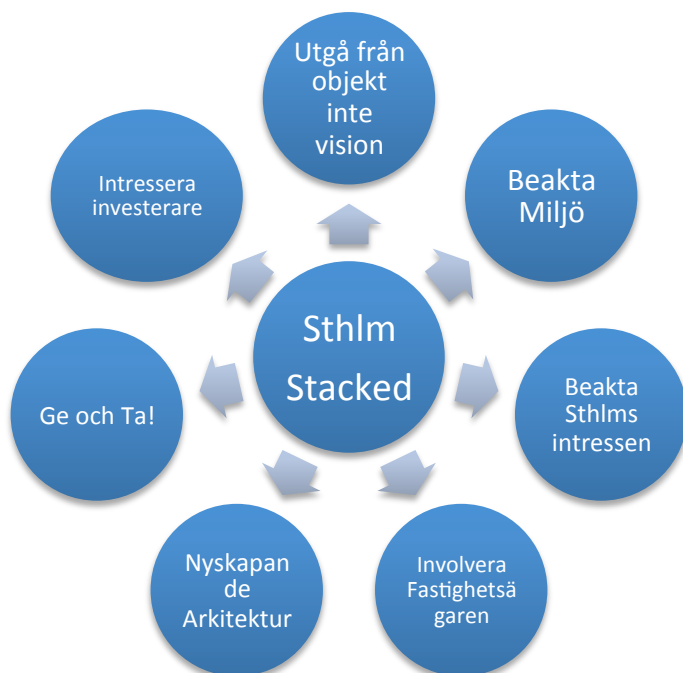 Utgå från
objekt
inte
vision
Beakta
Miljö
Beakta
Sthlms
intressen
Involvera
Fastighetsä
garen
Nyskapan
de
Arkitektur
Ge och Ta!
Intressera
investerare
Sthlm
Stacked